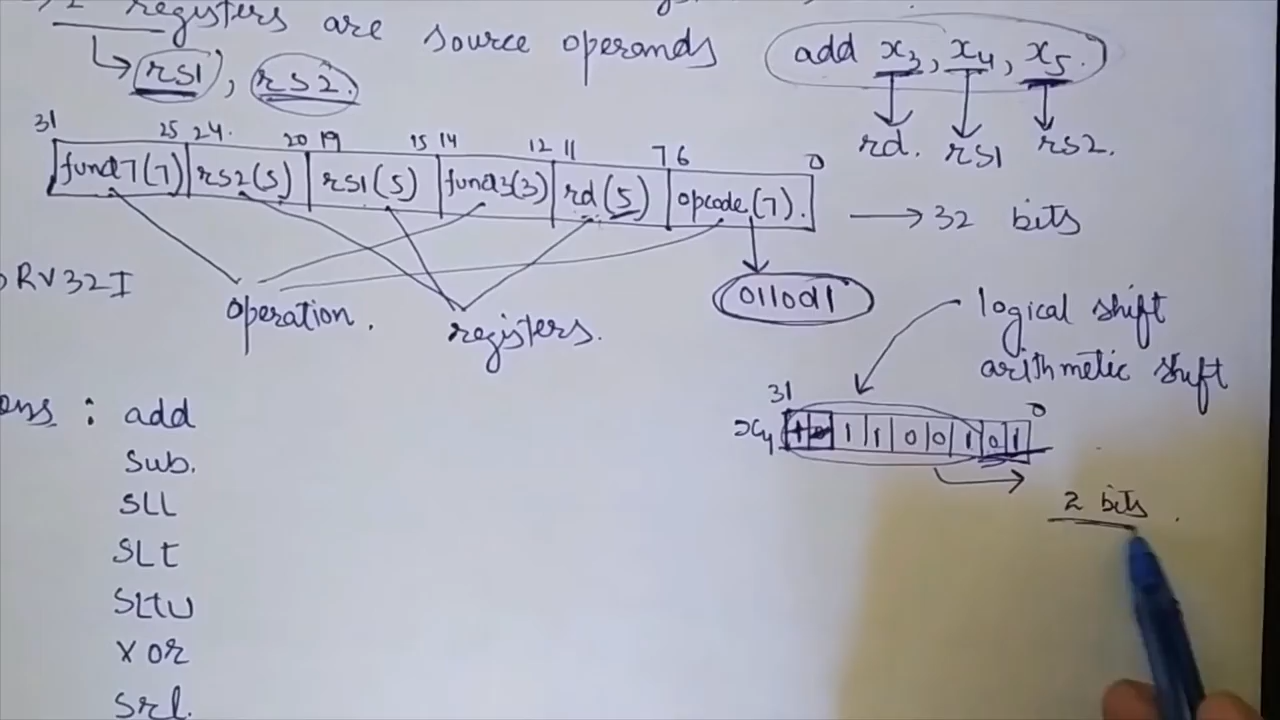 registers are source operands
rs1, rs2.
add x3, x4, x5.
rd. rs1 rs2.
31 25 24. 20 19 15 14 12 11 7 6 0
funct7(7) rs2(5) rs1(5) funct3(3) rd(5) opcode(7).
32 bits
RV32I
operation.
registers.
0110011
logical shift
arithmetic shift
31 0
x4 1 1 0 0 1 0 1
2 bits.
: add
sub.
SLL
SLt
SLtU
xor
srl.